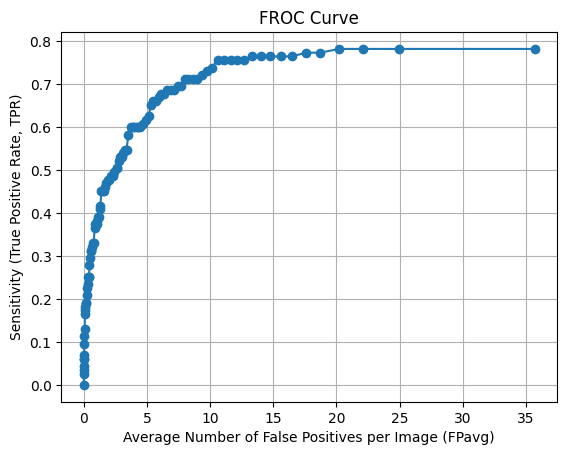 FROC Curve
Sensitivity (True Positive Rate, TPR)
0.8
0.7
0.6
0.5
0.4
0.3
0.2
0.1
0.0
0 5 10 15 20 25 30 35
Average Number of False Positives per Image (FPavg)